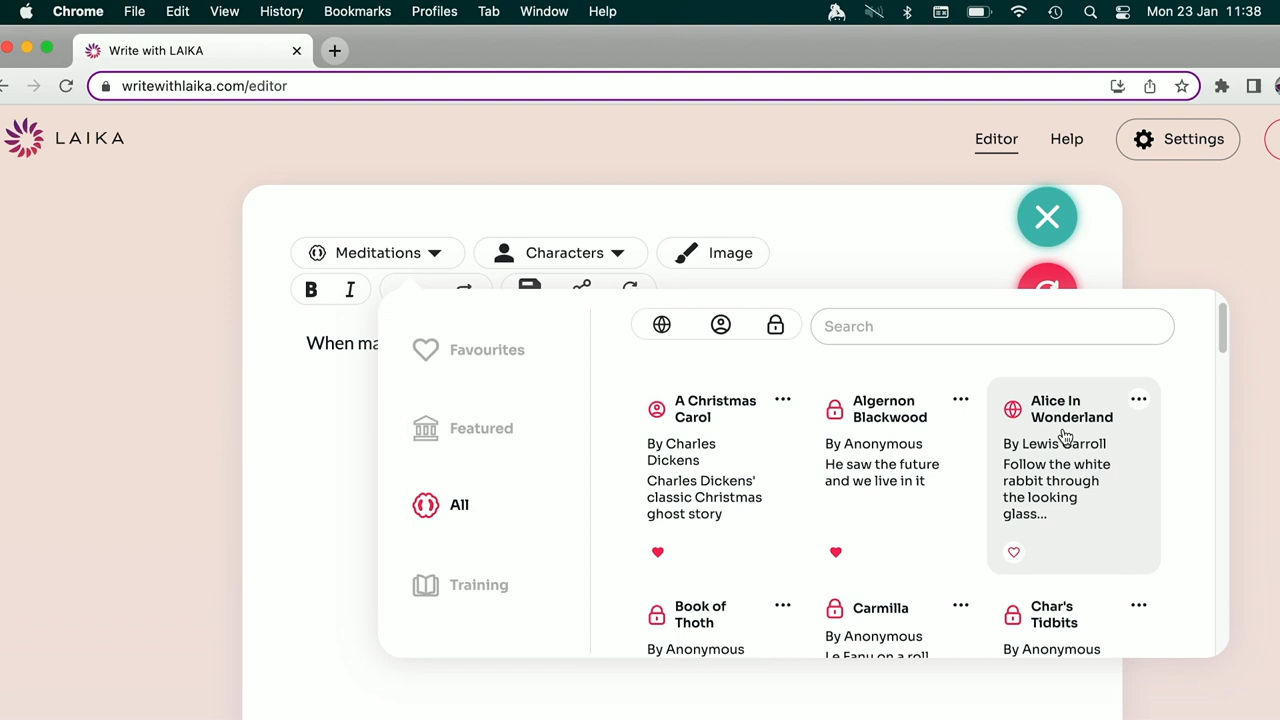 Chrome File Edit View History Bookmarks Profiles Tab Window Help Mon 23 Jan 11:38
Write with LAIKA
writewithlaika.com/editor
LAIKA Editor Help Settings
Meditations Characters Image
B I
When ma
Search
Favourites
Featured
All
Training
A Christmas
Carol
By Charles
Dickens
Charles Dickens'
classic Christmas
ghost story
Algernon
Blackwood
By Anonymous
He saw the future
and we live in it
Alice In
Wonderland
By Lewis Carroll
Follow the white
rabbit through
the looking
glass...
Book of
Thoth
By Anonymous
Carmilla
By Anonymous
Le Fanu on a roll
Char's
Tidbits
By Anonymous